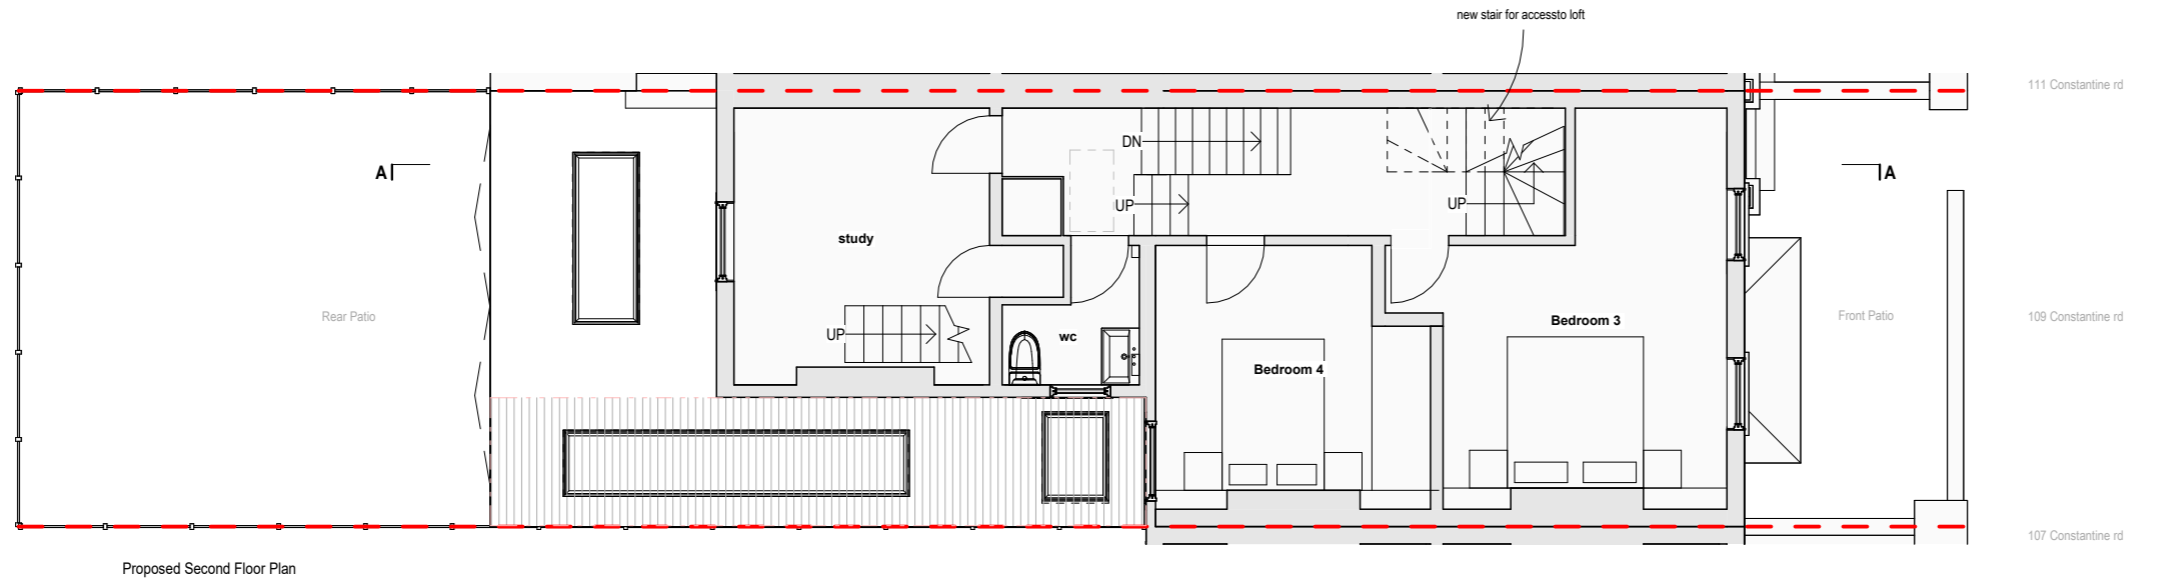 new stair for accessto loft
111 Constantine rd
DN
A
A
UP
UP
study
Rear Patio
Bedroom 3
Front Patio
109 Constantine rd
UP
wc
Bedroom 4
107 Constantine rd
Proposed Second Floor Plan